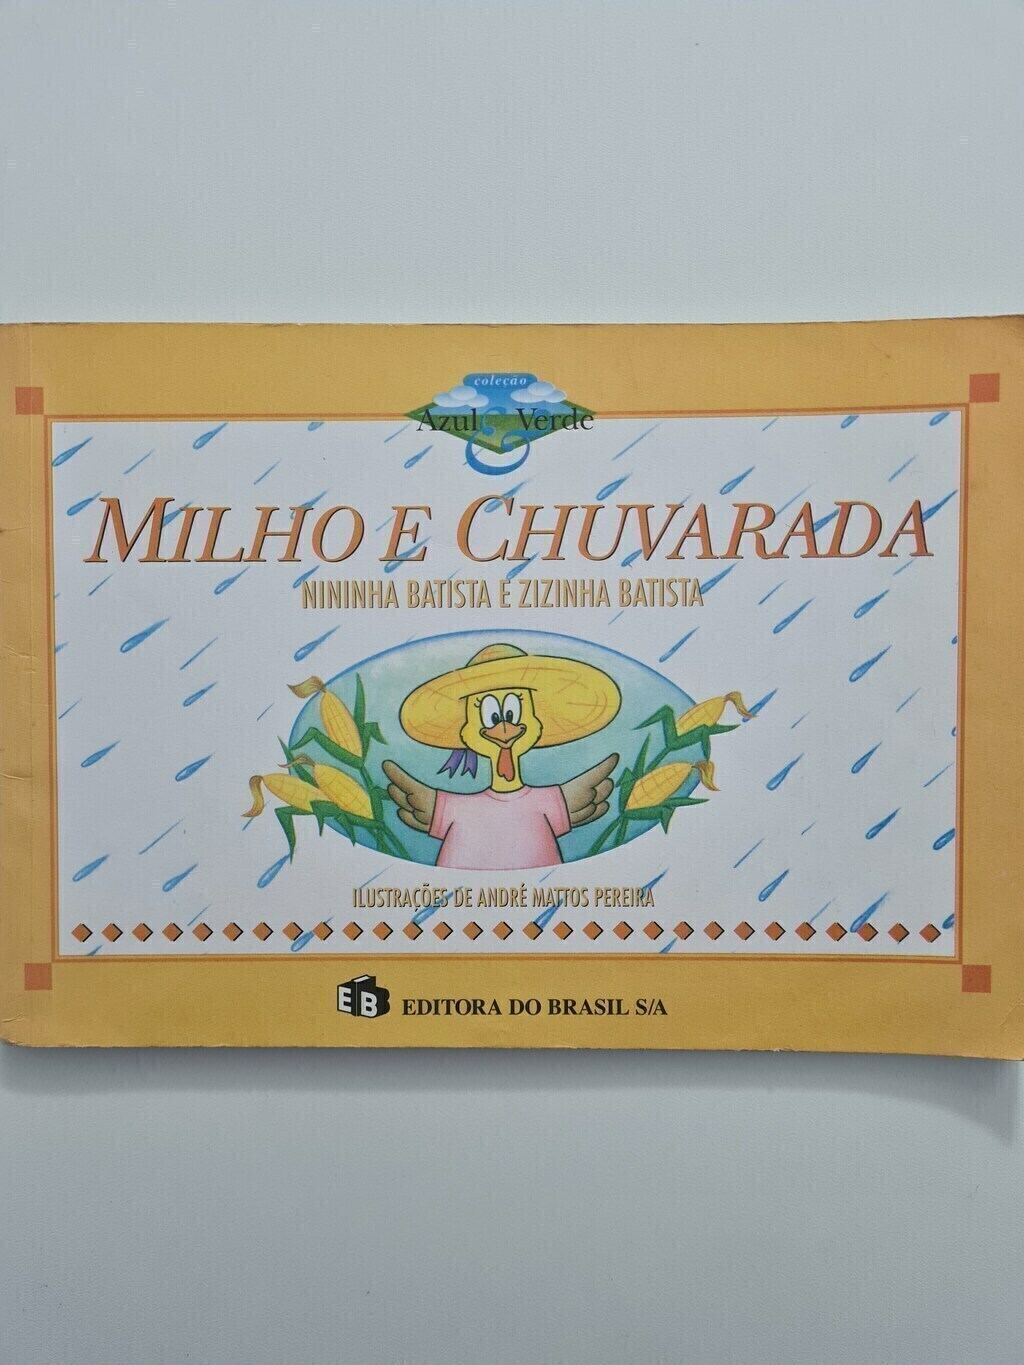 coleção
Azul & Verde
MILHO E CHUVARADA
NININHA BATISTA E ZIZINHA BATISTA
ILUSTRAÇÕES DE ANDRÉ MATTOS PEREIRA
EB EDITORA DO BRASIL S/A